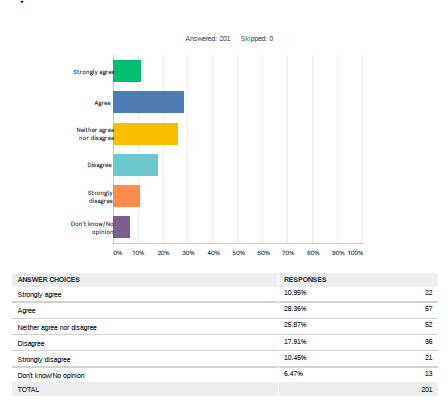 Answered: 201 Skipped: 0
Strongly agree
Agree
Neither agree
nor disagree
Disagree
Strongly
disagree
Don't know/No
opinion
0% 10% 20% 30% 40% 50% 60% 70% 80% 90% 100%
ANSWER CHOICES RESPONSES
Strongly agree 10.95% 22
Agree 28.36% 57
Neither agree nor disagree 25.87% 52
Disagree 17.91% 36
Strongly disagree 10.45% 21
Don't know/No opinion 6.47% 13
TOTAL 201